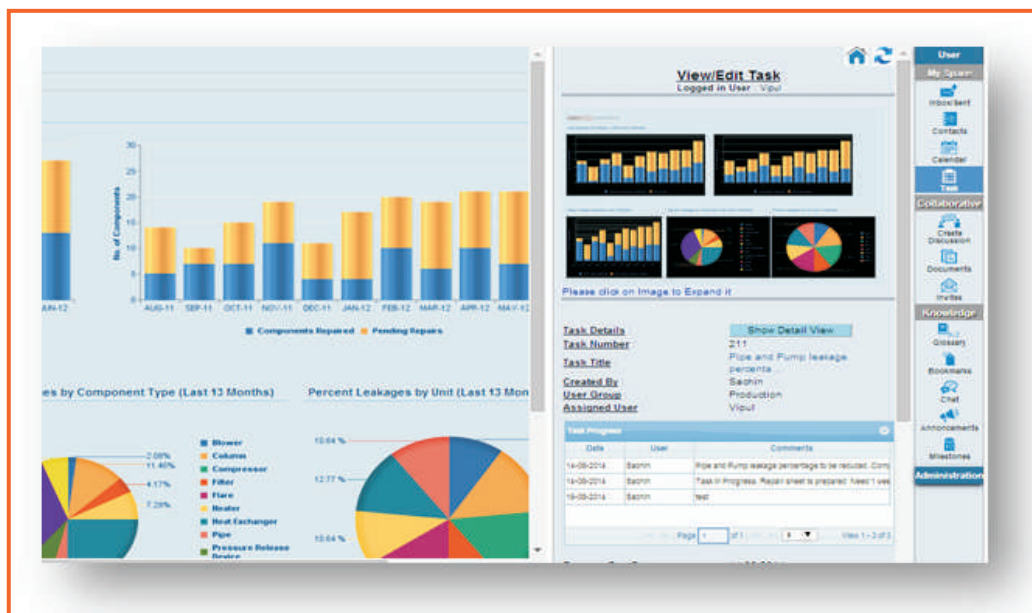 JUN-12
30
25
20
15
10
5
0
No. of Components
AUG-11 SEP-11 OCT-11 NOV-11 DEC-11 JAN-12 FEB-12 MAR-12 APR-12 MAY-12
Components Repaired Pending Repairs
es by Component Type (Last 13 Months)
2.08%
11.46%
4.17%
7.29%
Blower
Column
Compressor
Filter
Flare
Heater
Heat Exchanger
Pipe
Pressure Release
Device
Percent Leakages by Unit (Last 13 Mon
10.64 %
12.77 %
10.64 %
View/Edit Task
Logged in User : Vipul
Please click on Image to Expand it
Task Details Show Detail View
Task Number 211
Task Title Pipe and Pump leakage
percenta...
Created By Sachin
User Group Production
Assigned User Vipul
Task Progress
Date User Comments
14-08-2014 Sachin Pipe and Pump leakage percentage to be reduced. Com
14-08-2014 Sachin Task in Progress. Repair sheet is prepared. Need 1 wee
19-08-2014 Sachin test
Page 1 of 1 View 1 - 3 of 3
User
My Space
Inbox/Sent
Contacts
Calendar
Task
Collaborative
Create
Discussion
Documents
Invites
Knowledge
Glossary
Bookmarks
Chat
Annoncements
Milestones
Administration